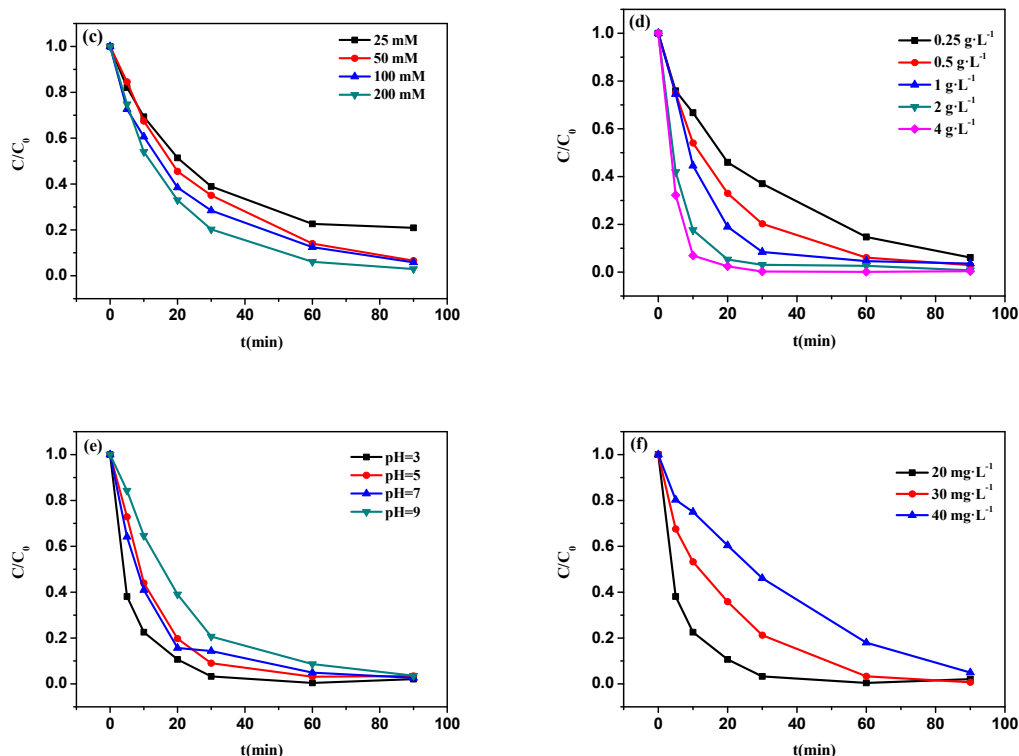 (c)
25 mM
50 mM
100 mM
200 mM
1.0
0.8
0.6
0.4
0.2
0.0
C/C₀
0 20 40 60 80 100
t(min)
(d)
0.25 g·L⁻¹
0.5 g·L⁻¹
1 g·L⁻¹
2 g·L⁻¹
4 g·L⁻¹
1.0
0.8
0.6
0.4
0.2
0.0
C/C₀
0 20 40 60 80 100
t(min)
(e)
pH=3
pH=5
pH=7
pH=9
1.0
0.8
0.6
0.4
0.2
0.0
C/C₀
0 20 40 60 80 100
t(min)
(f)
20 mg·L⁻¹
30 mg·L⁻¹
40 mg·L⁻¹
1.0
0.8
0.6
0.4
0.2
0.0
C/C₀
0 20 40 60 80 100
t(min)